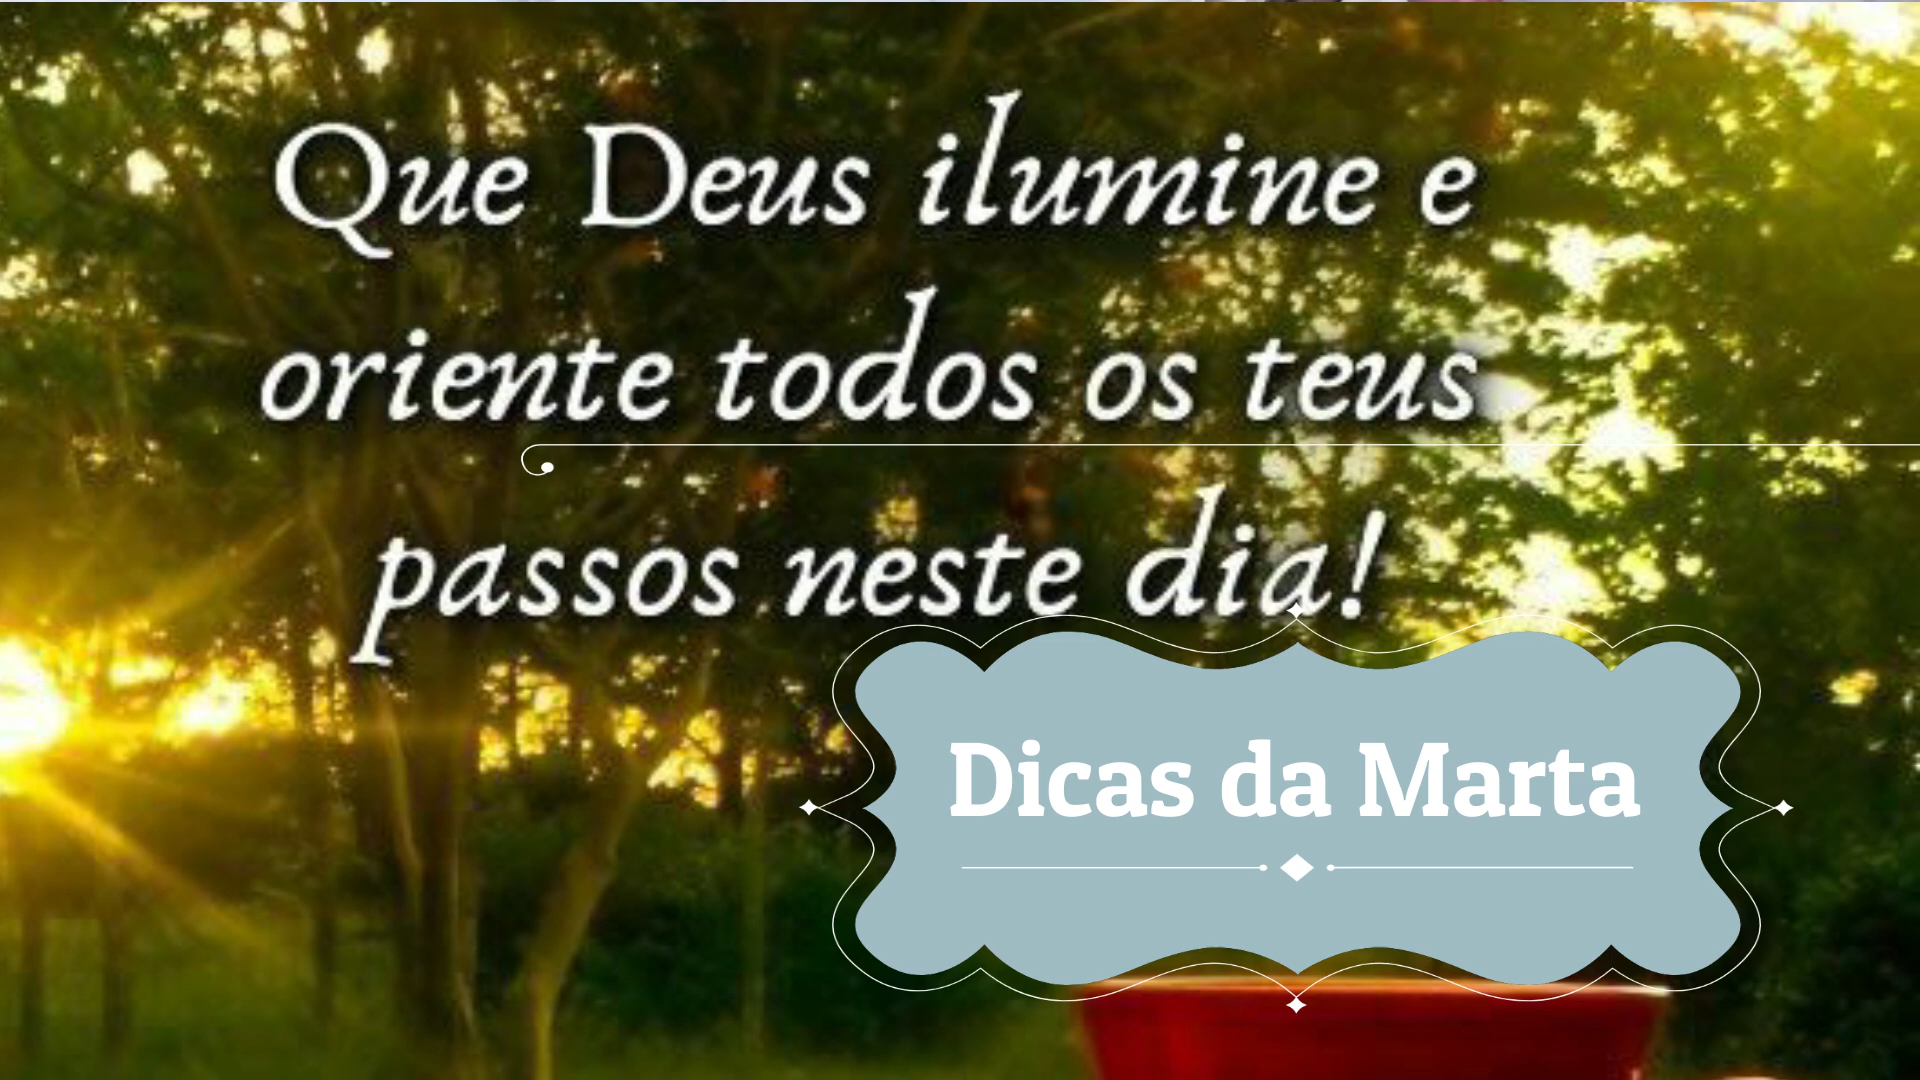 Que Deus ilumine e
oriente todos os teus
passos neste dia!
Dicas da Marta